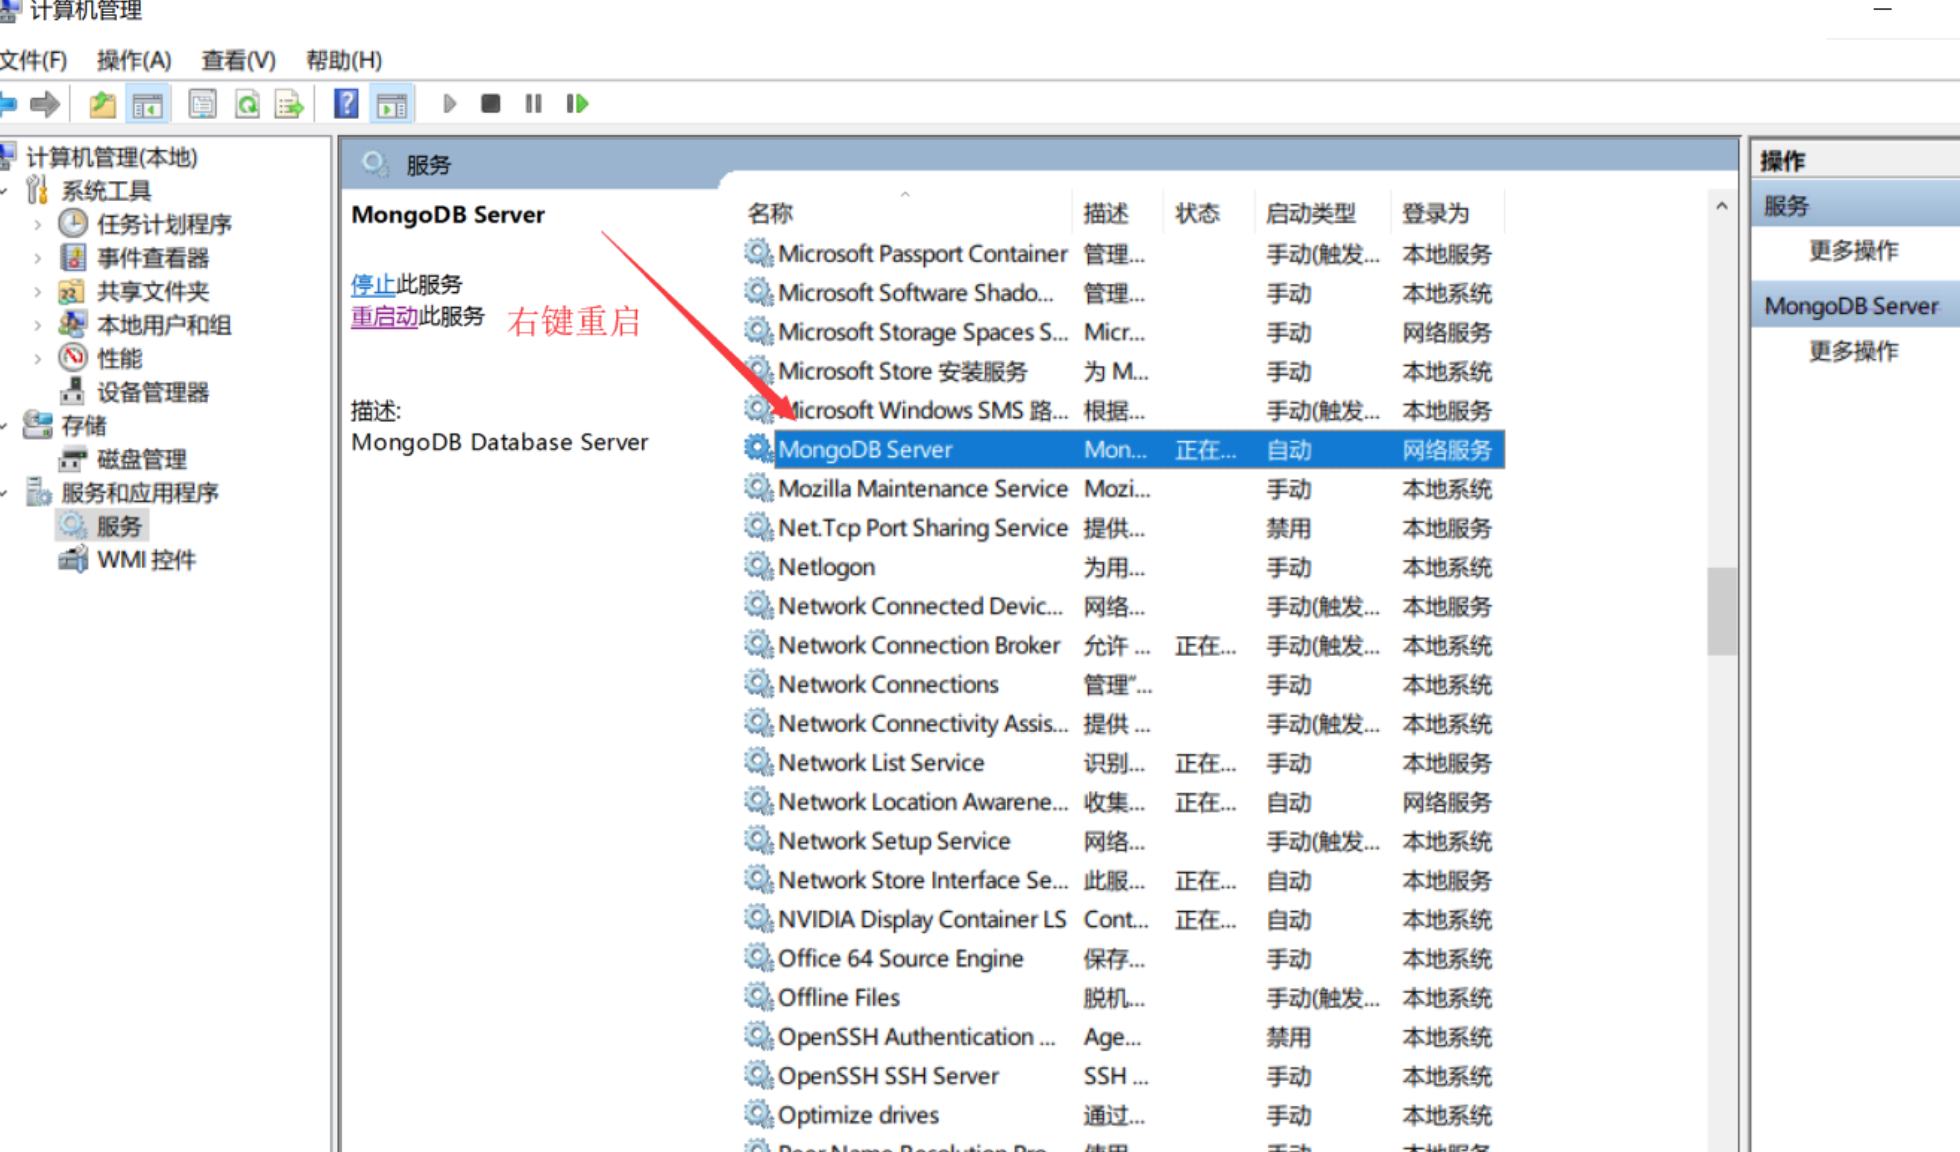 计算机管理
文件(F) 操作(A) 查看(V) 帮助(H)
计算机管理(本地)
系统工具
任务计划程序
事件查看器
共享文件夹
本地用户和组
性能
设备管理器
存储
磁盘管理
服务和应用程序
服务
WMI 控件
服务
MongoDB Server
停止此服务
重启动此服务
右键重启
描述:
MongoDB Database Server
名称 描述 状态 启动类型 登录为
Microsoft Passport Container 管理... 手动(触发... 本地服务
Microsoft Software Shado... 管理... 手动 本地系统
Microsoft Storage Spaces S... Micr... 手动 网络服务
Microsoft Store 安装服务 为 M... 手动 本地系统
Microsoft Windows SMS 路... 根据... 手动(触发... 本地服务
MongoDB Server Mon... 正在... 自动 网络服务
Mozilla Maintenance Service Mozi... 手动 本地系统
Net.Tcp Port Sharing Service 提供... 禁用 本地服务
Netlogon 为用... 手动 本地系统
Network Connected Devic... 网络... 手动(触发... 本地服务
Network Connection Broker 允许 ... 正在... 手动(触发... 本地系统
Network Connections 管理“... 手动 本地系统
Network Connectivity Assis... 提供 ... 手动(触发... 本地系统
Network List Service 识别... 正在... 手动 本地服务
Network Location Awarene... 收集... 正在... 自动 网络服务
Network Setup Service 网络... 手动(触发... 本地系统
Network Store Interface Se... 此服... 正在... 自动 本地服务
NVIDIA Display Container LS Cont... 正在... 自动 本地系统
Office 64 Source Engine 保存... 手动 本地系统
Offline Files 脱机... 手动(触发... 本地系统
OpenSSH Authentication ... Age... 禁用 本地系统
OpenSSH SSH Server SSH ... 手动 本地系统
Optimize drives 通过... 手动 本地系统
Peer Name Resolution Pro... 使用... 手动 本地服务
操作
服务
更多操作
MongoDB Server
更多操作